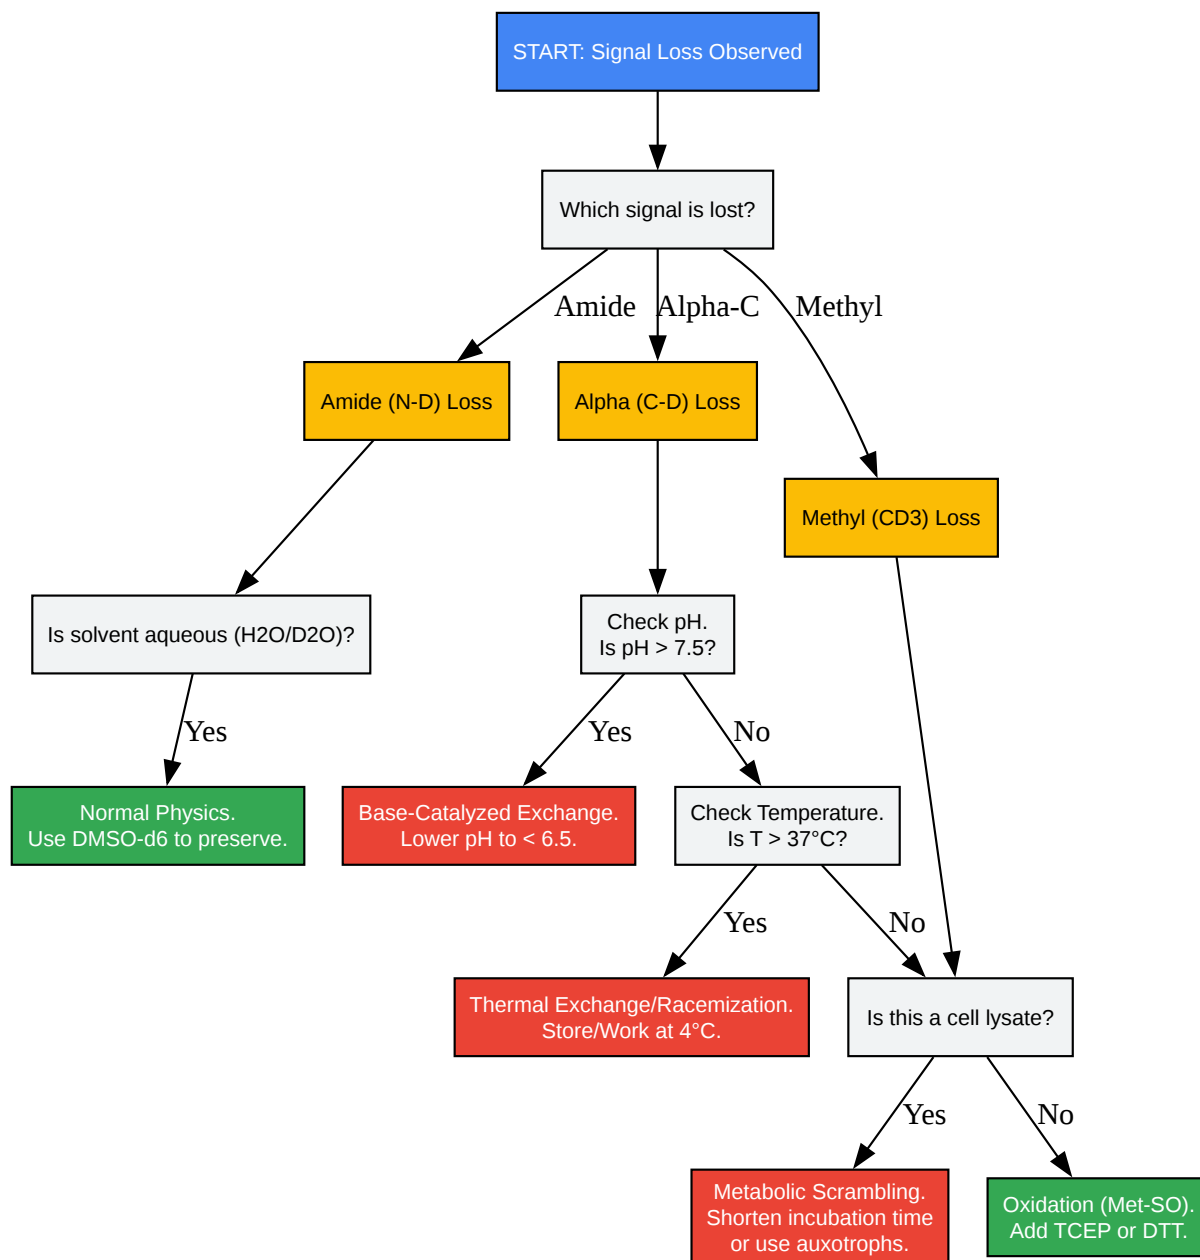 START: Signal Loss Observed
Which signal is lost?
Amide
Alpha-C
Methyl
Amide (N-D) Loss
Alpha (C-D) Loss
Methyl (CD3) Loss
Is solvent aqueous (H2O/D2O)?
Check pH.
Is pH > 7.5?
Yes
Yes
No
Normal Physics.
Use DMSO-d6 to preserve.
Base-Catalyzed Exchange.
Lower pH to < 6.5.
Check Temperature.
Is T > 37°C?
Yes
No
Thermal Exchange/Racemization.
Store/Work at 4°C.
Is this a cell lysate?
Yes
No
Metabolic Scrambling.
Shorten incubation time
or use auxotrophs.
Oxidation (Met-SO).
Add TCEP or DTT.